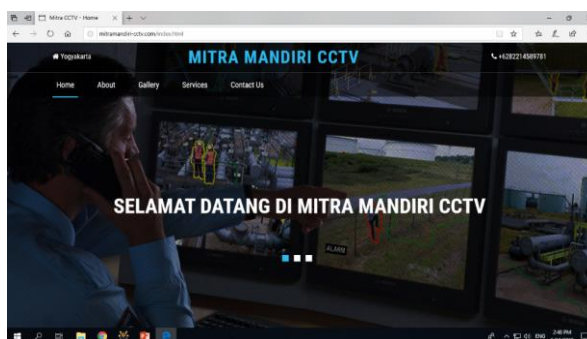 Mitra CCTV - Home
mitramandiri-cctv.com/index.html
Yogyakarta
MITRA MANDIRI CCTV
+6282214589781
Home About Gallery Services Contact Us
SELAMAT DATANG DI MITRA MANDIRI CCTV
ALARM
ENG
2:40 PM